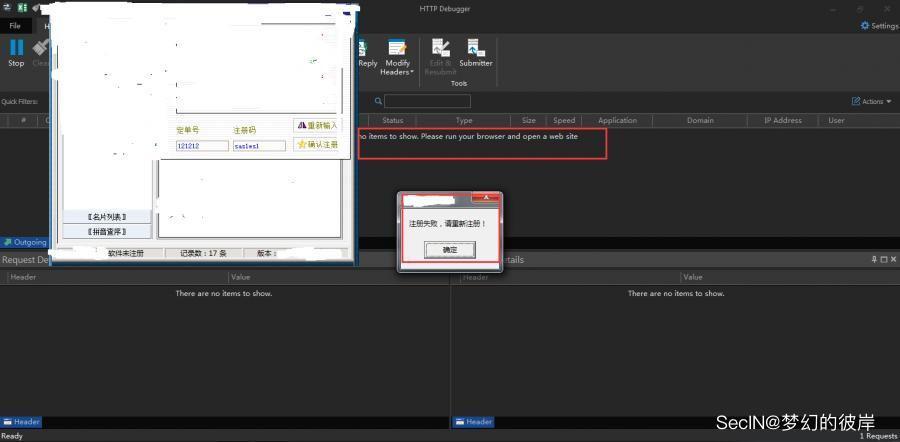 HTTP Debugger
File
H
Settings
Stop
Clea
Reply
Modify
Headers
Edit &
Resubmit
Submitter
Tools
Quick Filters:
Actions
#
Status
Type
Size
Speed
Application
Domain
IP Address
User
no items to show. Please run your browser and open a web site
定单号
注册码
重新输入
121212
sas1es1
确认注册
〖名片列表〗
〖拼音查序〗
软件未注册
记录数：17 条
版本：
注册失败，请重新注册！
确定
Outgoing
Request De
etails
Header
Value
Header
Value
There are no items to show.
There are no items to show.
Header
Header
SecIN@梦幻的彼岸
Ready
1 Requests